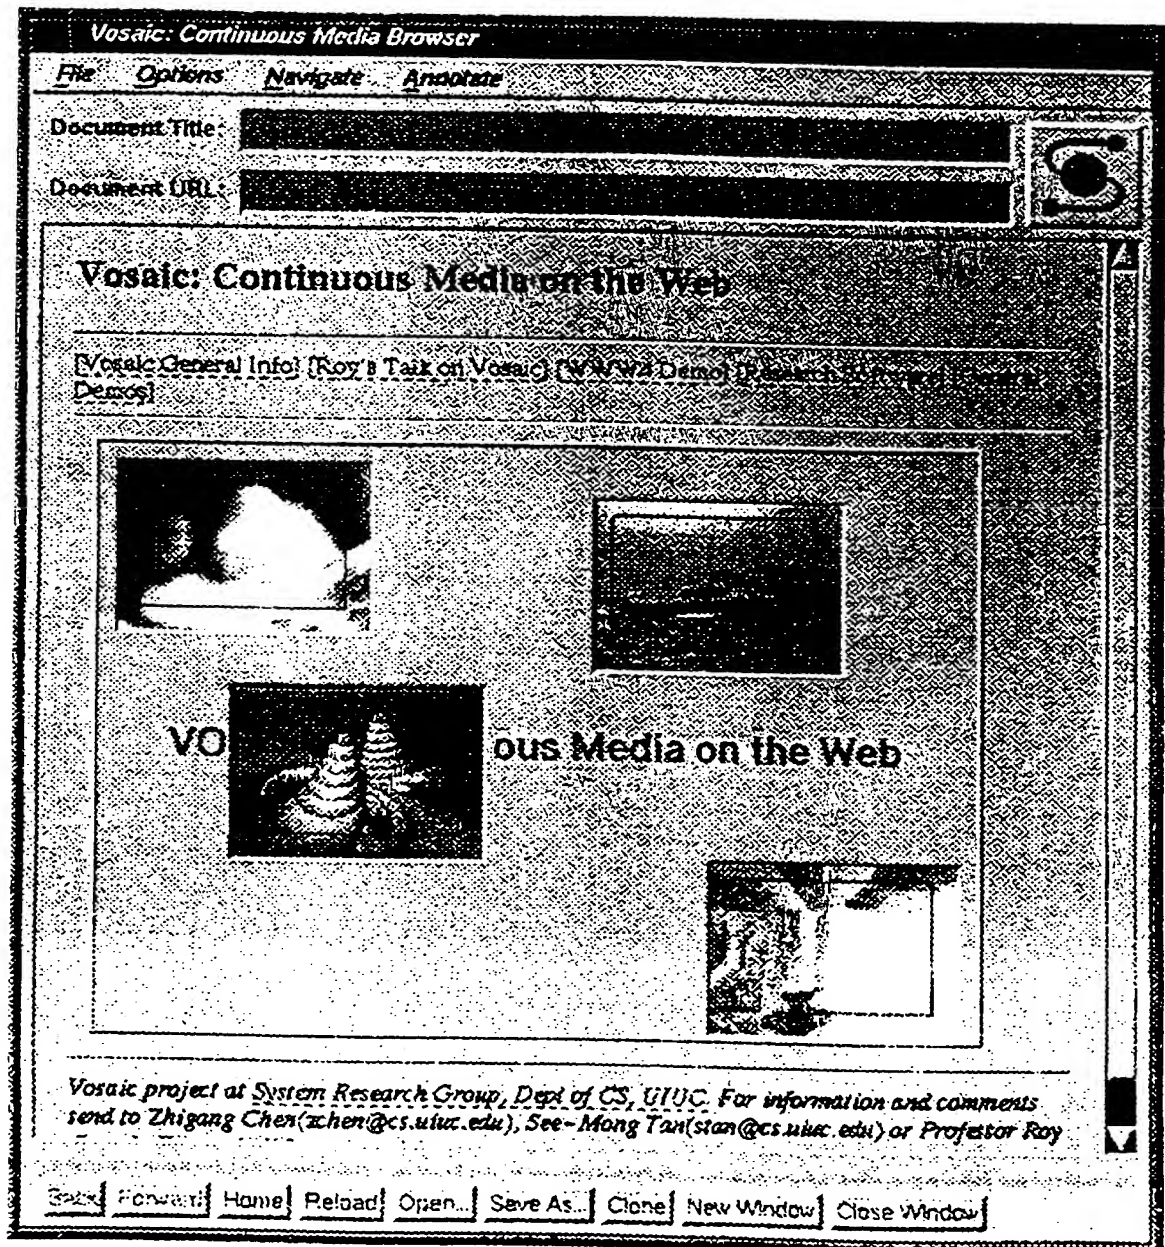 Vosaic: Continuous Media Browser
File Options Navigate Annotate
Document Title:
Document URL:
Vosaic: Continuous Media on the Web
[Vosaic General Info] [Roy's Talk on Vosaic] [WWW4 Demo] [Research Software] [General
Demos]
VO ous Media on the Web
Vosaic project at System Research Group, Dept of CS, UIUC. For information and comments
send to Zhigang Chen(zchen@cs.uiuc.edu), See-Mong Tan(stan@cs.uiuc.edu) or Professor Roy
Back Forward Home Reload Open... Save As... Clone New Window Close Window